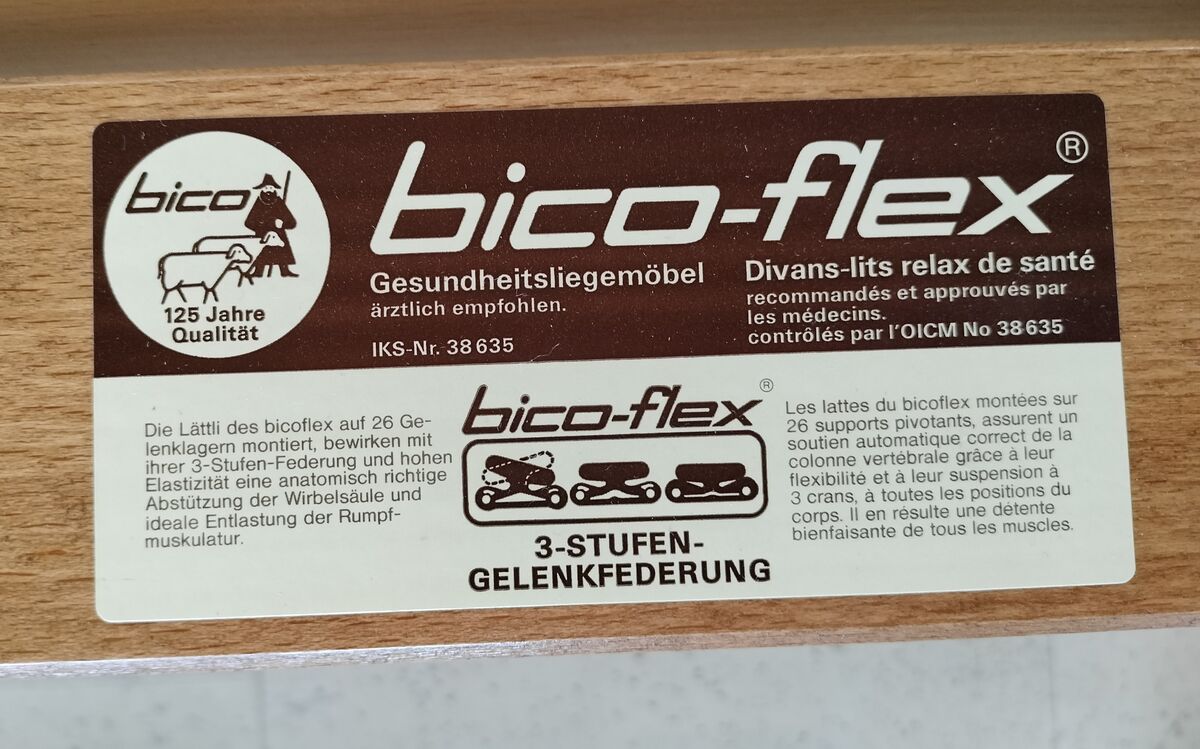 bico
125 Jahre
Qualität
bico-flex®
Gesundheitsliegemöbel
ärztlich empfohlen.
IKS-Nr. 38 635
Divans-lits relax de santé
recommandés et approuvés par
les médecins.
contrôlés par l'OICM No 38 635
Die Lättli des bicoflex auf 26 Ge-
lenklagern montiert, bewirken mit
ihrer 3-Stufen-Federung und hohen
Elastizität eine anatomisch richtige
Abstützung der Wirbelsäule und
ideale Entlastung der Rumpf-
muskulatur.
bico-flex®
3-STUFEN-
GELENKFEDERUNG
Les lattes du bicoflex montées sur
26 supports pivotants, assurent un
soutien automatique correct de la
colonne vertébrale grâce à leur
flexibilité et à leur suspension à
3 crans, à toutes les positions du
corps. Il en résulte une détente
bienfaisante de tous les muscles.